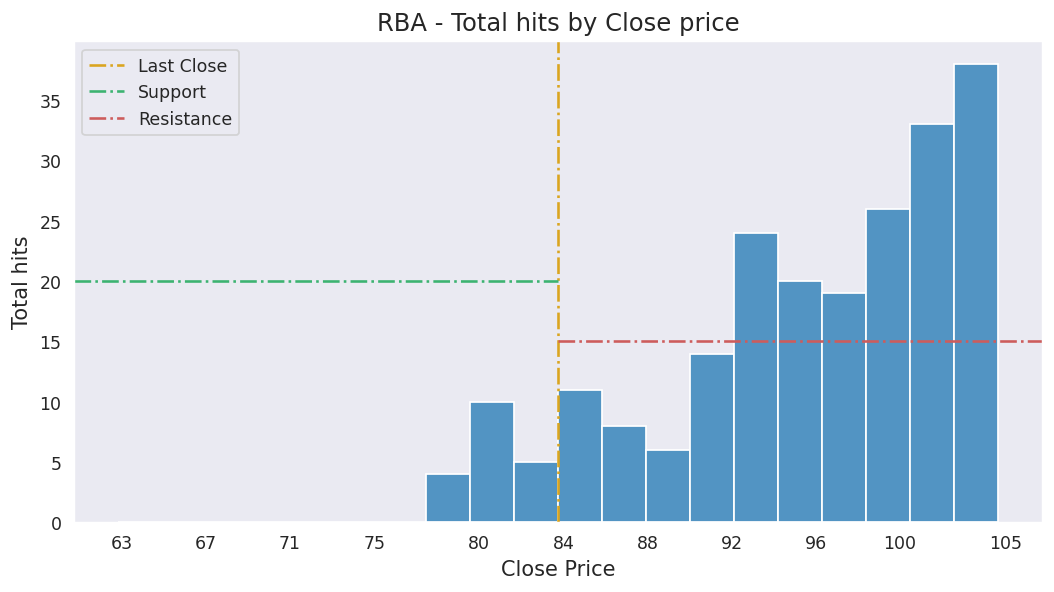 RBA - Total hits by Close price
Last Close
Support
Resistance
35
30
25
20
15
10
5
0
Total hits
63 67 71 75 80 84 88 92 96 100 105
Close Price